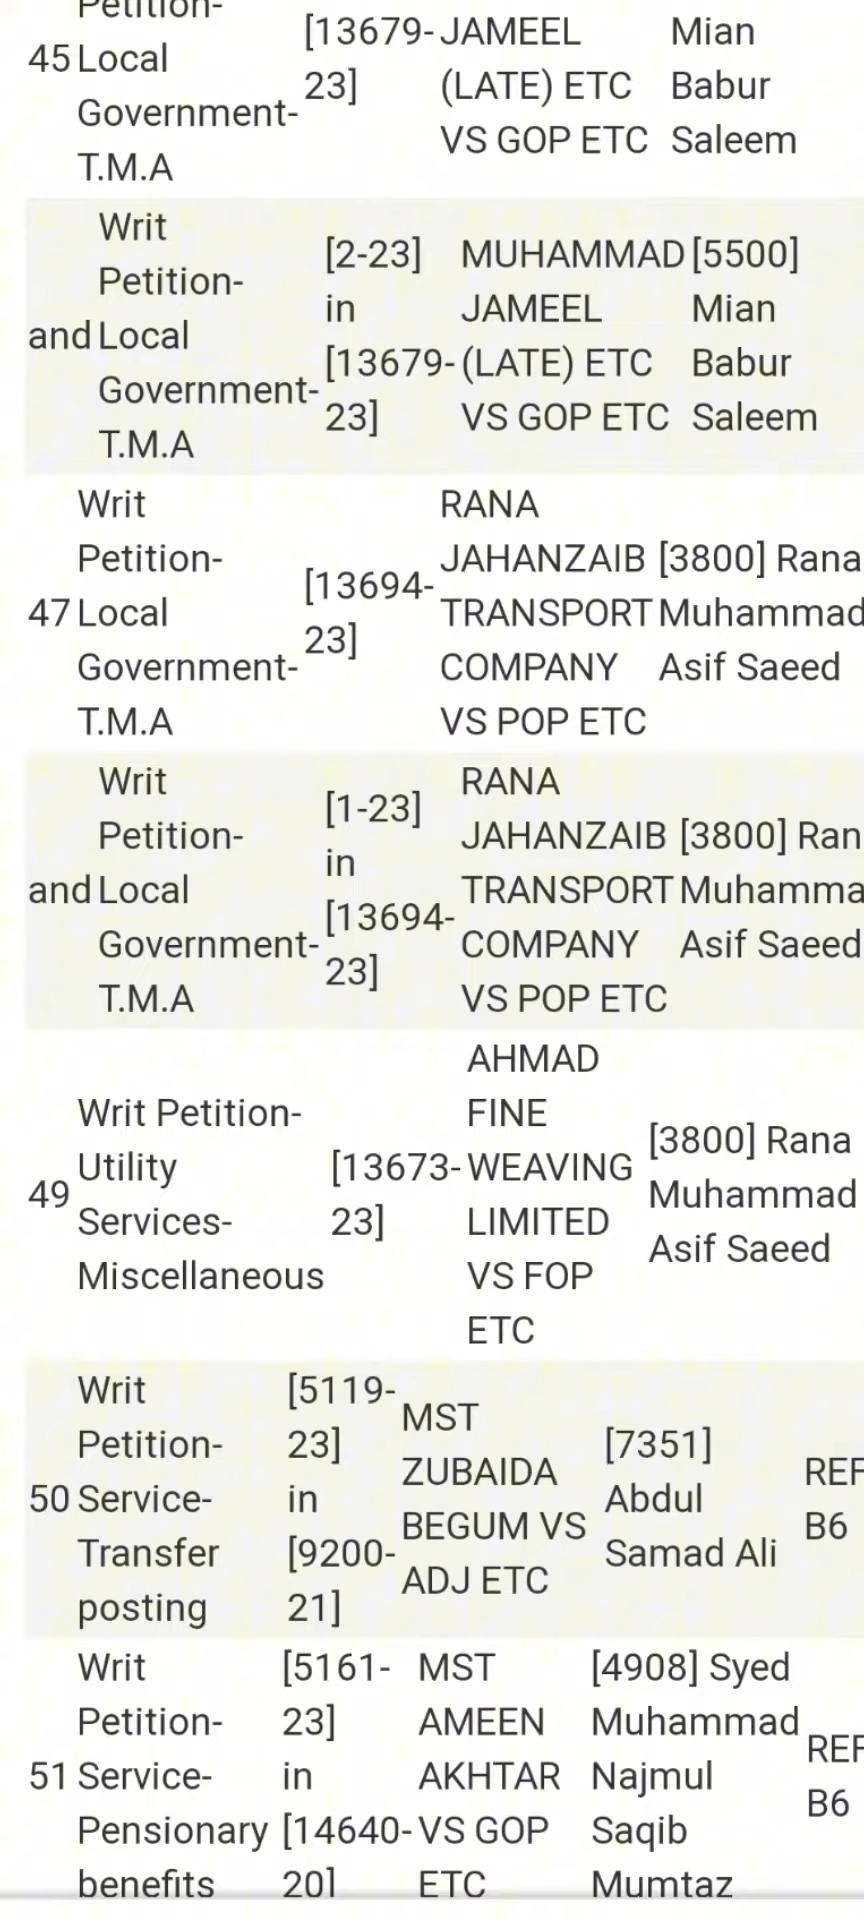 45 Petition-Local Government-T.M.A [13679-23] JAMEEL (LATE) ETC VS GOP ETC Mian Babur Saleem
and Writ Petition-Local Government-T.M.A [2-23] in [13679-23] MUHAMMAD JAMEEL (LATE) ETC VS GOP ETC [5500] Mian Babur Saleem
47 Writ Petition-Local Government-T.M.A [13694-23] RANA JAHANZAIB TRANSPORT COMPANY VS POP ETC [3800] Rana Muhammad Asif Saeed
and Writ Petition-Local Government-T.M.A [1-23] in [13694-23] RANA JAHANZAIB TRANSPORT COMPANY VS POP ETC [3800] Ran Muhamma Asif Saeed
49 Writ Petition-Utility Services-Miscellaneous [13673-23] AHMAD FINE WEAVING LIMITED VS FOP ETC [3800] Rana Muhammad Asif Saeed
50 Writ Petition-Service-Transfer posting [5119-23] in [9200-21] MST ZUBAIDA BEGUM VS ADJ ETC [7351] Abdul Samad Ali REF B6
51 Writ Petition-Service-Pensionary benefits [5161-23] in [14640-20] MST AMEEN AKHTAR VS GOP ETC [4908] Syed Muhammad Najmul Saqib Mumtaz REF B6